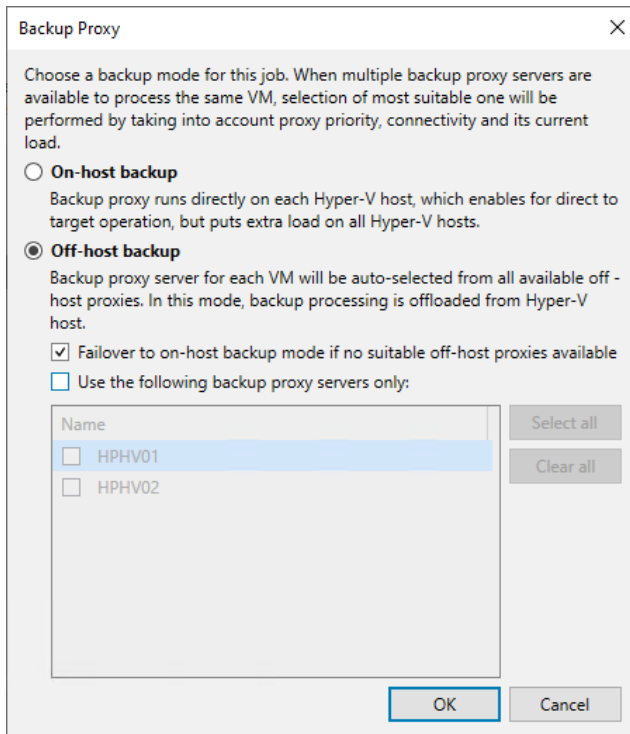 Backup Proxy
Choose a backup mode for this job. When multiple backup proxy servers are
available to process the same VM, selection of most suitable one will be
performed by taking into account proxy priority, connectivity and its current
load.
On-host backup
Backup proxy runs directly on each Hyper-V host, which enables for direct to
target operation, but puts extra load on all Hyper-V hosts.
Off-host backup
Backup proxy server for each VM will be auto-selected from all available off -
host proxies. In this mode, backup processing is offloaded from Hyper-V
host.
Failover to on-host backup mode if no suitable off-host proxies available
Use the following backup proxy servers only:
Name
Select all
HPHV01
Clear all
HPHV02
OK
Cancel